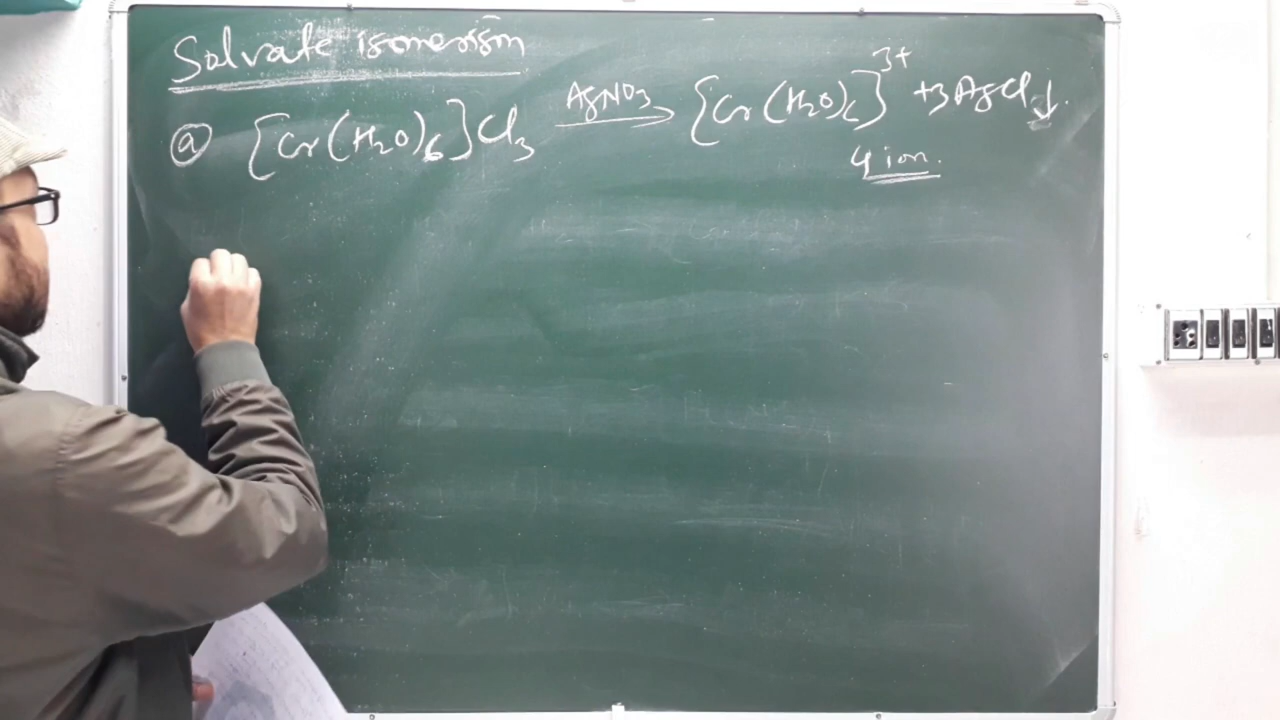 Solvate isomerism
ⓐ [Cr(H₂O)₆]Cl₃ AgNO₃ → [Cr(H₂O)₆]³⁺ + 3AgCl↓.
4 ion.